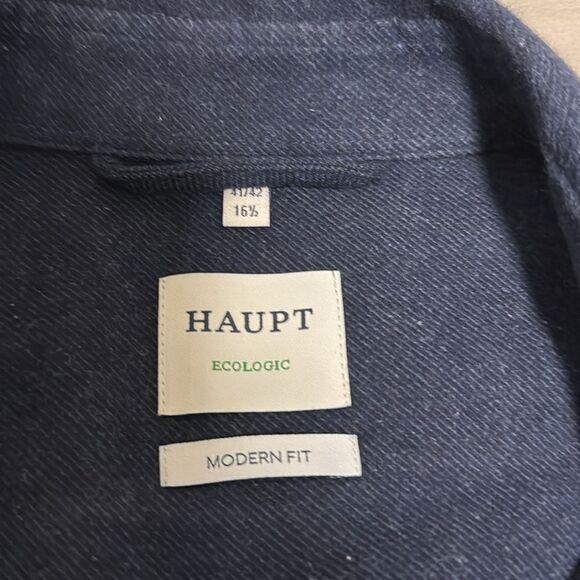 41/42
16½
HAUPT
ECOLOGIC
MODERN FIT